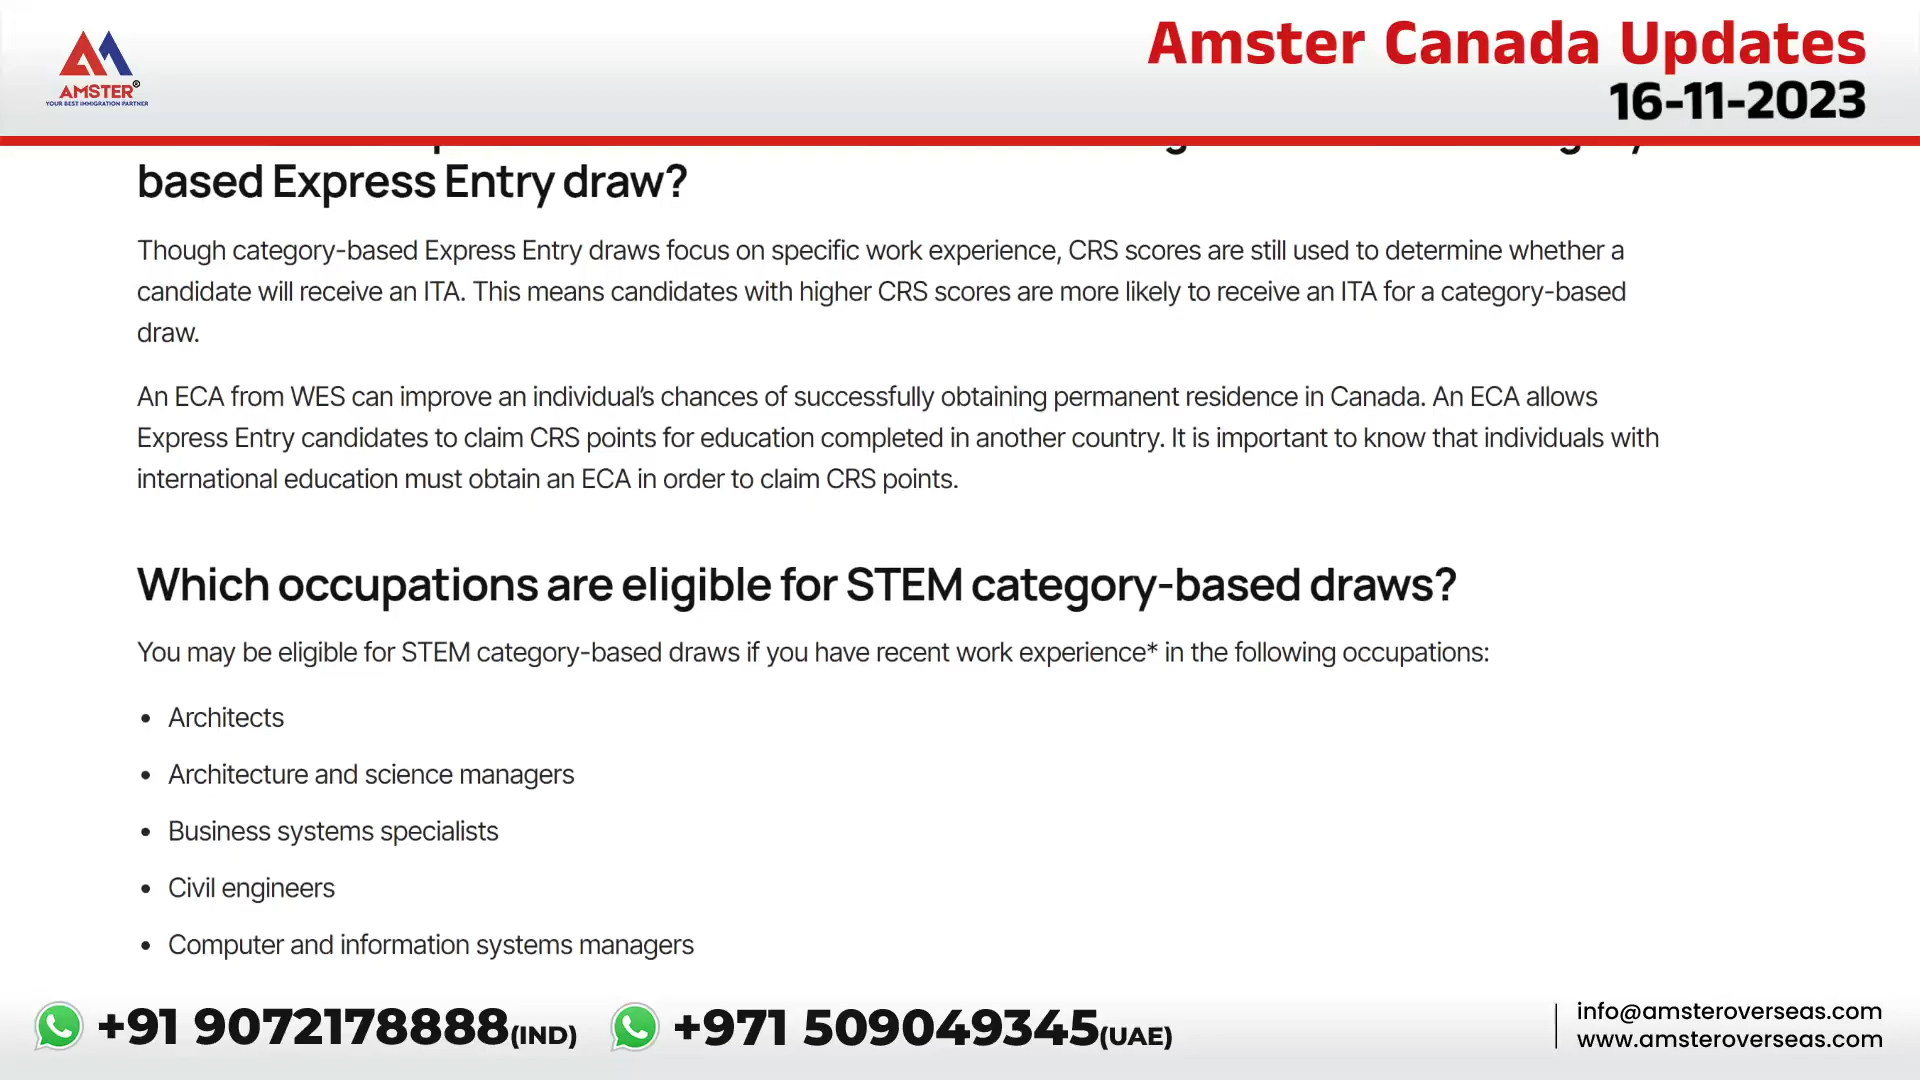 AMSTER®
YOUR BEST IMMIGRATION PARTNER
Amster Canada Updates
16-11-2023
based Express Entry draw?
Though category-based Express Entry draws focus on specific work experience, CRS scores are still used to determine whether a
candidate will receive an ITA. This means candidates with higher CRS scores are more likely to receive an ITA for a category-based
draw.
An ECA from WES can improve an individual’s chances of successfully obtaining permanent residence in Canada. An ECA allows
Express Entry candidates to claim CRS points for education completed in another country. It is important to know that individuals with
international education must obtain an ECA in order to claim CRS points.
Which occupations are eligible for STEM category-based draws?
You may be eligible for STEM category-based draws if you have recent work experience* in the following occupations:
• Architects
• Architecture and science managers
• Business systems specialists
• Civil engineers
• Computer and information systems managers
+91 9072178888(IND)
+971 509049345(UAE)
info@amsteroverseas.com
www.amsteroverseas.com